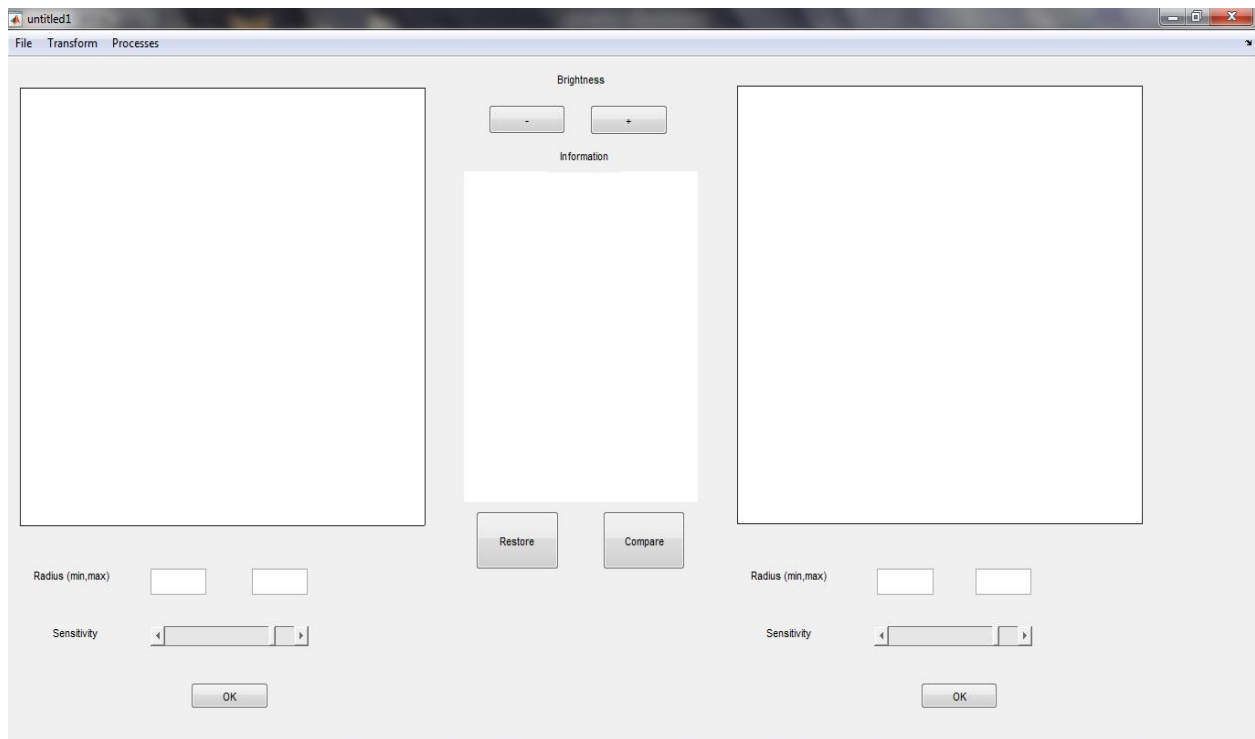 untitled1
File Transform Processes
Brightness
- +
Information
Restore Compare
Radius (min,max)
Sensitivity
OK
Radius (min,max)
Sensitivity
OK